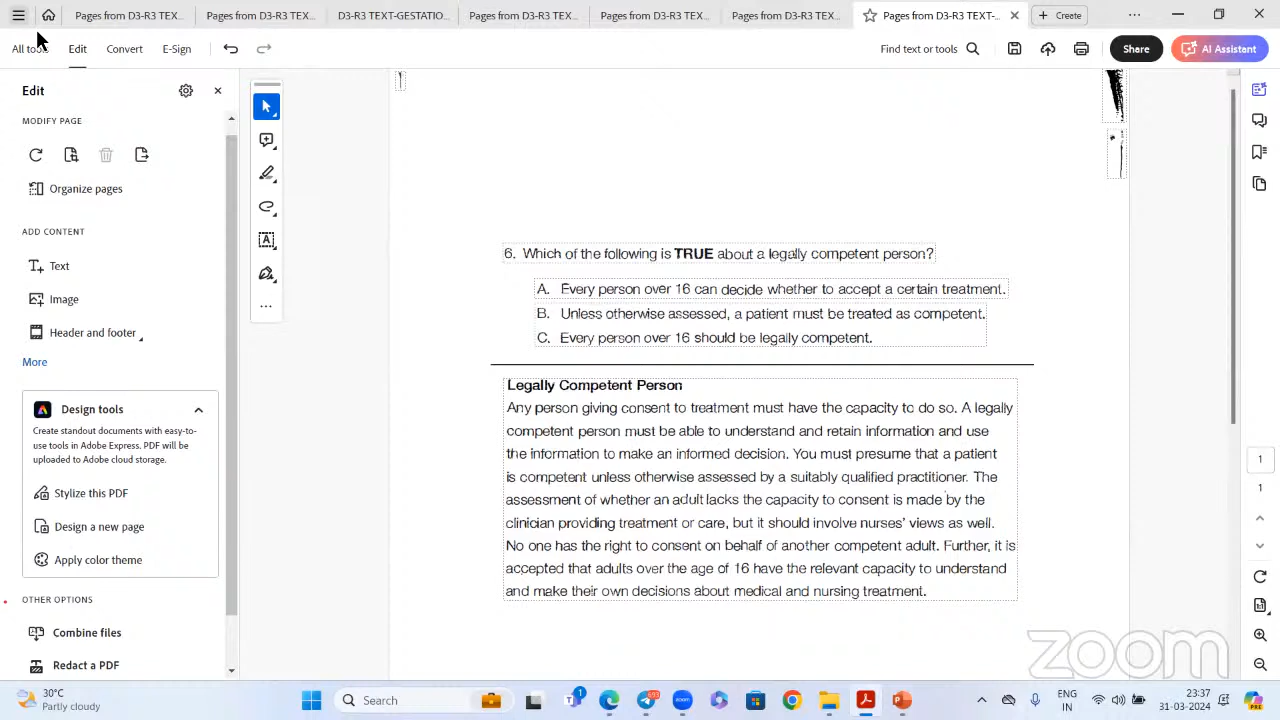 Pages from D3-R3 TEX...
Pages from D3-R3 TEX...
D3-R3 TEXT-GESTATIO...
Pages from D3-R3 TEX...
Pages from D3-R3 TEX...
Pages from D3-R3 TEX...
Pages from D3-R3 TEXT-...
Create
All tools
Edit
Convert
E-Sign
Find text or tools
Share
AI Assistant
Edit
MODIFY PAGE
Organize pages
ADD CONTENT
Text
Image
Header and footer
More
Design tools
Create standout documents with easy-to-
use tools in Adobe Express. PDF will be
uploaded to Adobe cloud storage.
Stylize this PDF
Design a new page
Apply color theme
OTHER OPTIONS
Combine files
Redact a PDF
6. Which of the following is TRUE about a legally competent person?
A. Every person over 16 can decide whether to accept a certain treatment.
B. Unless otherwise assessed, a patient must be treated as competent.
C. Every person over 16 should be legally competent.
Legally Competent Person
Any person giving consent to treatment must have the capacity to do so. A legally
competent person must be able to understand and retain information and use
the information to make an informed decision. You must presume that a patient
is competent unless otherwise assessed by a suitably qualified practitioner. The
assessment of whether an adult lacks the capacity to consent is made by the
clinician providing treatment or care, but it should involve nurses' views as well.
No one has the right to consent on behalf of another competent adult. Further, it is
accepted that adults over the age of 16 have the relevant capacity to understand
and make their own decisions about medical and nursing treatment.
1
1
zoom
30°C
Partly cloudy
Search
1
ENG
IN
23:37
31-03-2024